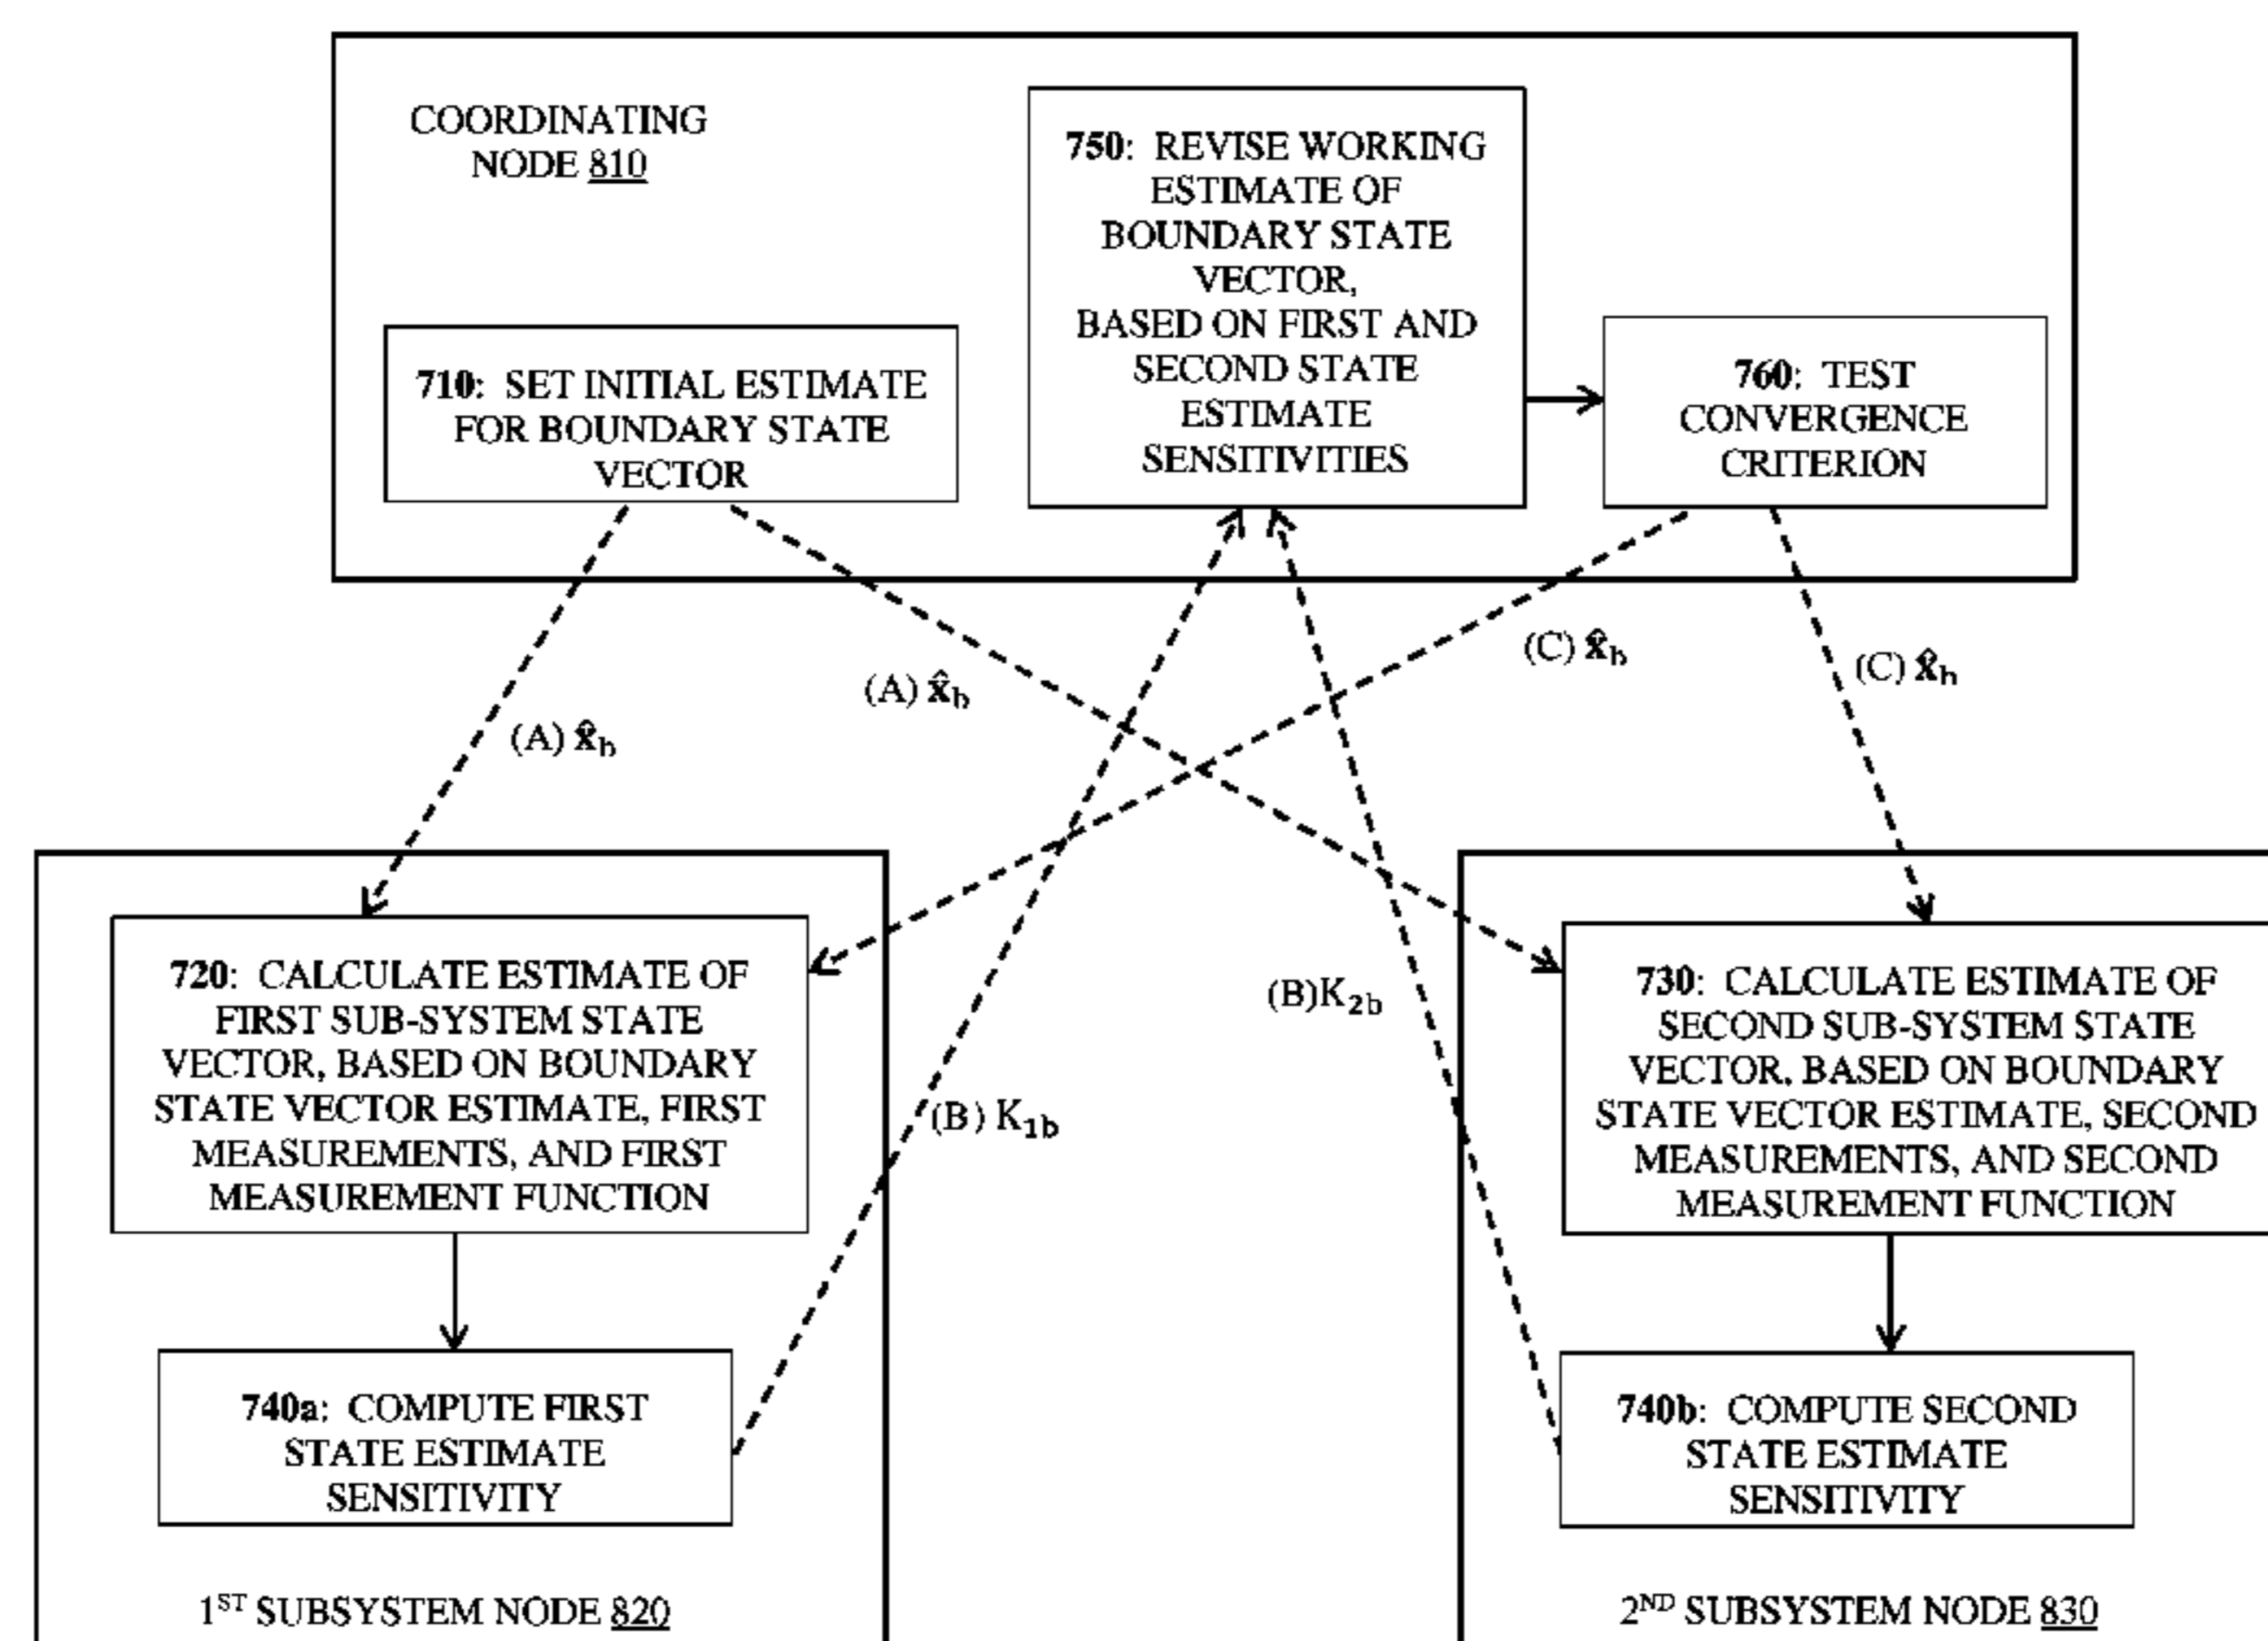 COORDINATING
NODE 810
750: REVISE WORKING
ESTIMATE OF
BOUNDARY STATE
VECTOR,
BASED ON FIRST AND
SECOND STATE
ESTIMATE
SENSITIVITIES
710: SET INITIAL ESTIMATE
FOR BOUNDARY STATE
VECTOR
760: TEST
CONVERGENCE
CRITERION
(A) x̂b
(A) x̂b
(C) x̂b
(C) x̂b
720: CALCULATE ESTIMATE OF
FIRST SUB-SYSTEM STATE
VECTOR, BASED ON BOUNDARY
STATE VECTOR ESTIMATE, FIRST
MEASUREMENTS, AND FIRST
MEASUREMENT FUNCTION
(B) K1b
(B)K2b
730: CALCULATE ESTIMATE OF
SECOND SUB-SYSTEM STATE
VECTOR, BASED ON BOUNDARY
STATE VECTOR ESTIMATE, SECOND
MEASUREMENTS, AND SECOND
MEASUREMENT FUNCTION
740a: COMPUTE FIRST
STATE ESTIMATE
SENSITIVITY
740b: COMPUTE SECOND
STATE ESTIMATE
SENSITIVITY
1ST SUBSYSTEM NODE 820
2ND SUBSYSTEM NODE 830